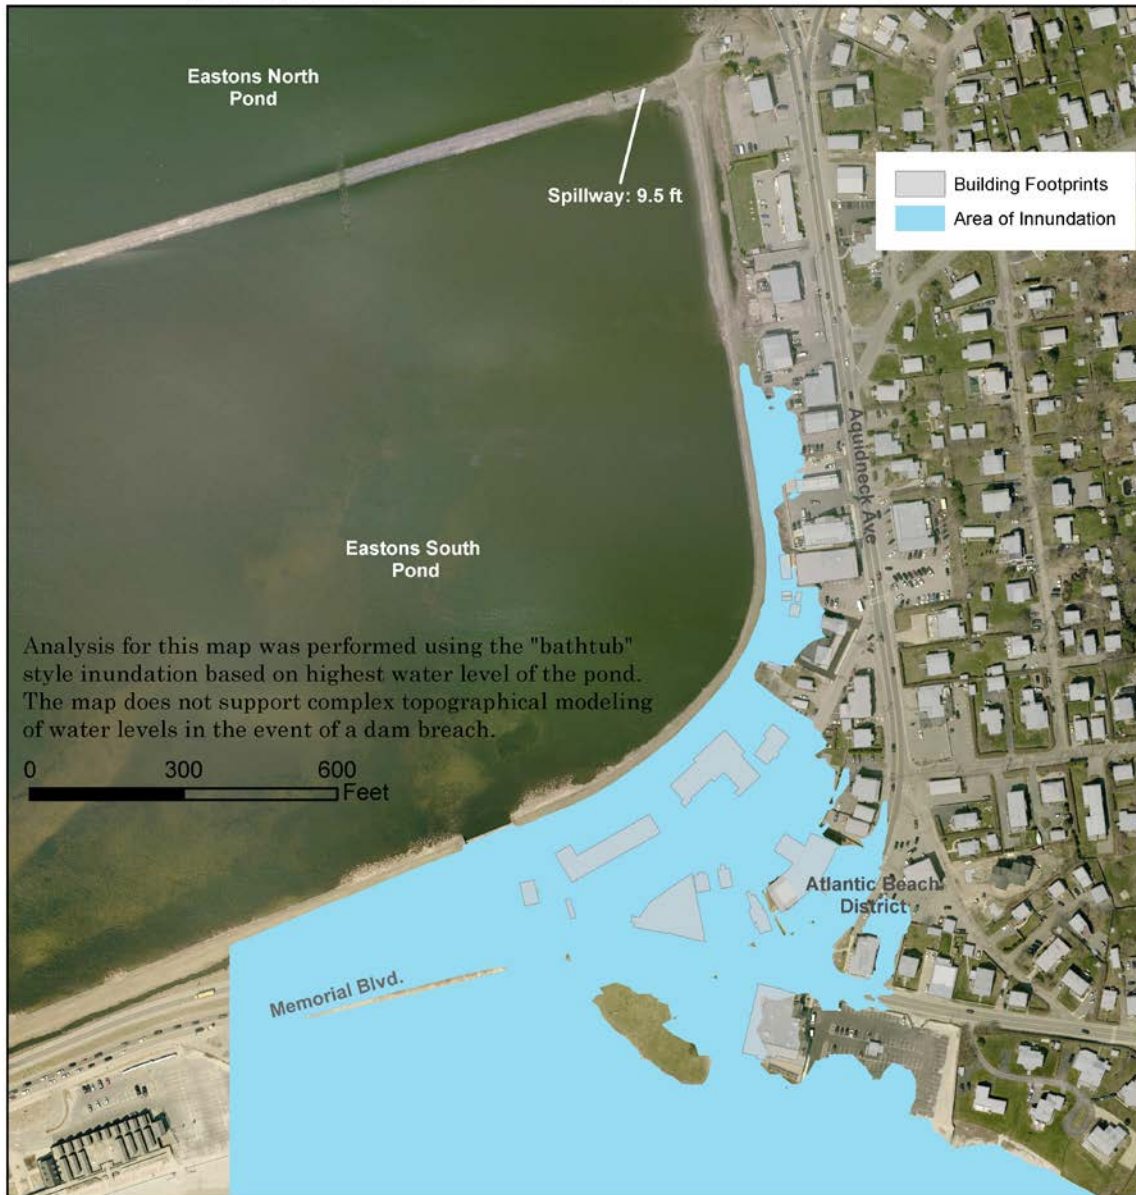 Eastons North
Pond
Spillway: 9.5 ft
Building Footprints
Area of Innundation
Aquidneck Ave
Eastons South
Pond
Analysis for this map was performed using the "bathtub"
style inundation based on highest water level of the pond.
The map does not support complex topographical modeling
of water levels in the event of a dam breach.
0 300 600
Feet
Atlantic Beach
District
Memorial Blvd.